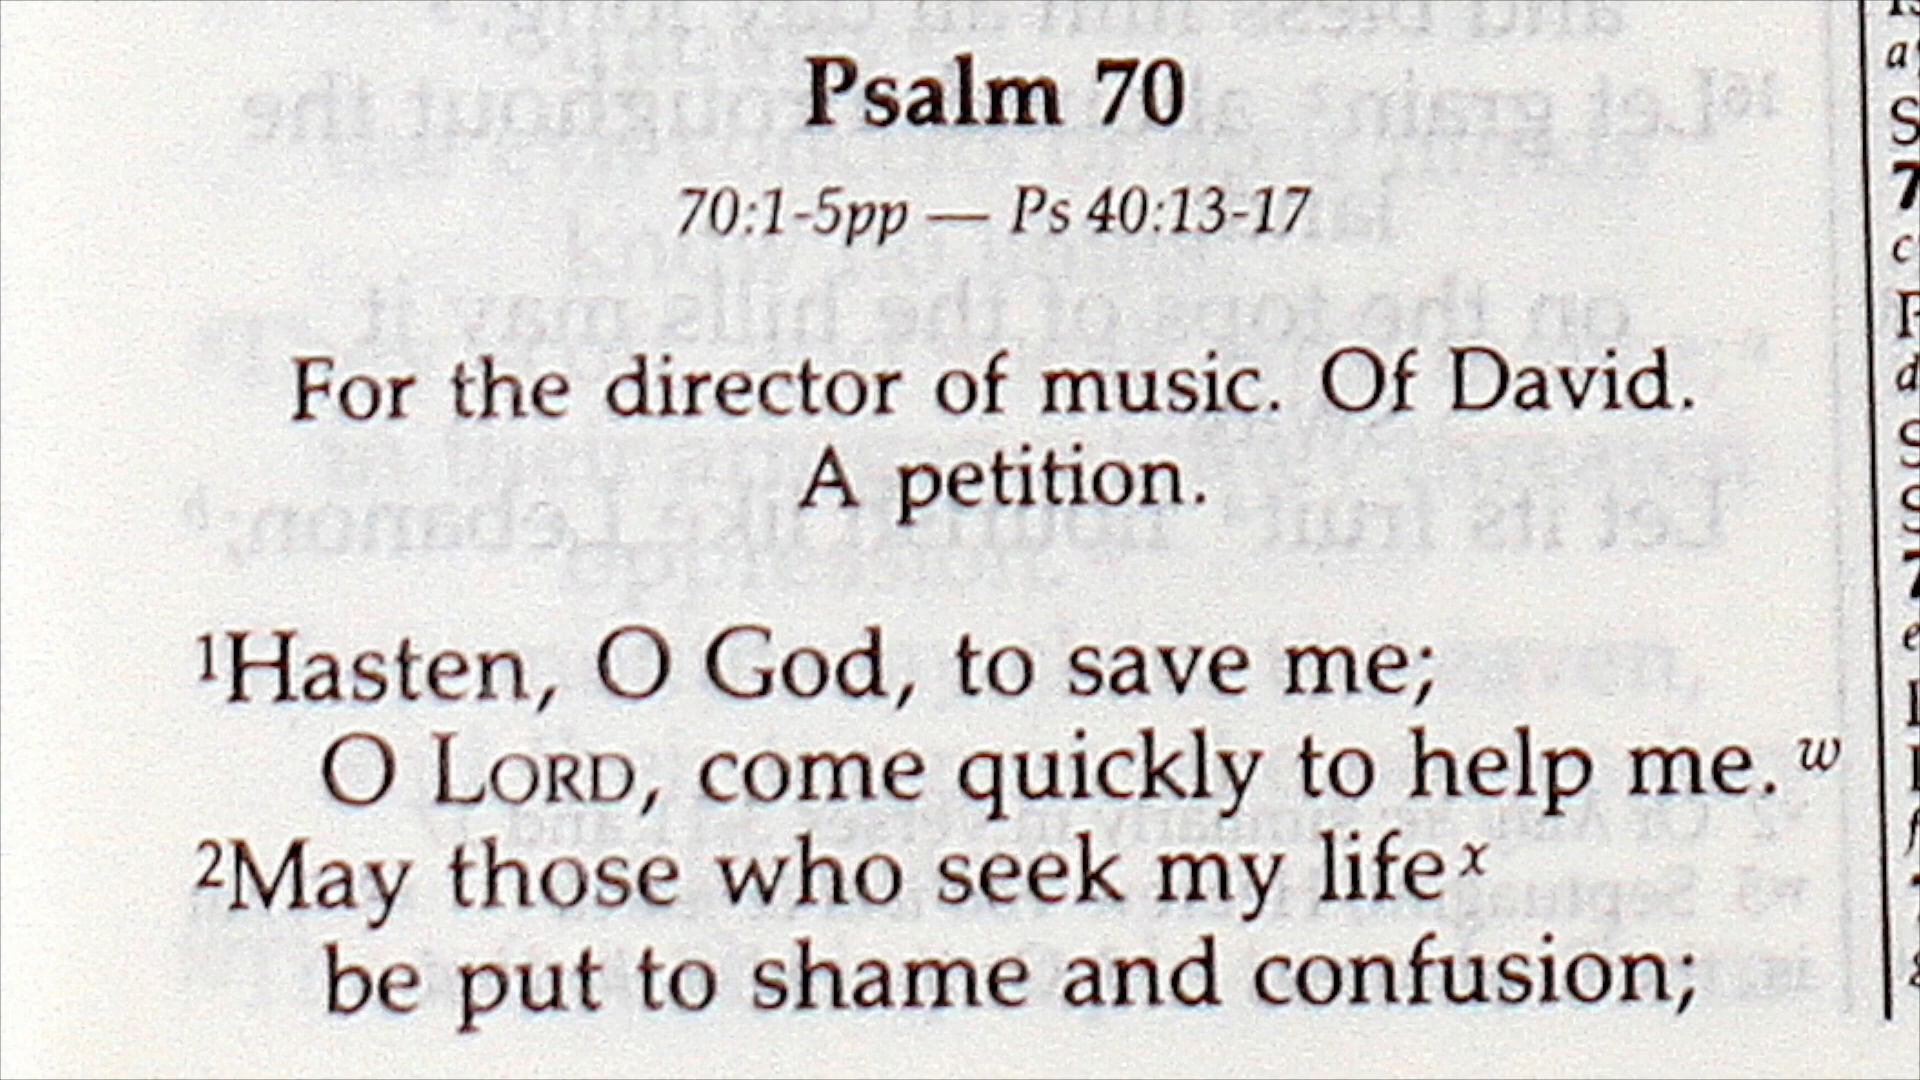 Psalm 70
70:1-5pp — Ps 40:13-17
For the director of music. Of David.
A petition.
1Hasten, O God, to save me;
O LORD, come quickly to help me. w
2May those who seek my life x
be put to shame and confusion;